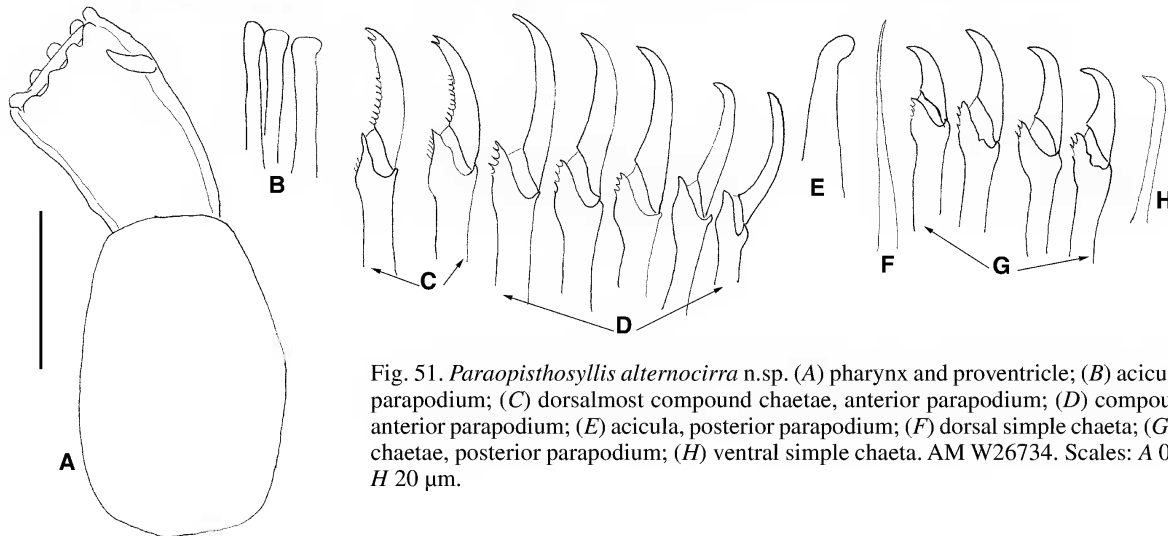 A
B
C
D
E
F
G
H
Fig. 51. Paraopisthosyllis alternocirra n.sp. (A) pharynx and proventricle; (B) acicu
parapodium; (C) dorsalmost compound chaetae, anterior parapodium; (D) compou
anterior parapodium; (E) acicula, posterior parapodium; (F) dorsal simple chaeta; (G
chaetae, posterior parapodium; (H) ventral simple chaeta. AM W26734. Scales: A 0
H 20 µm.